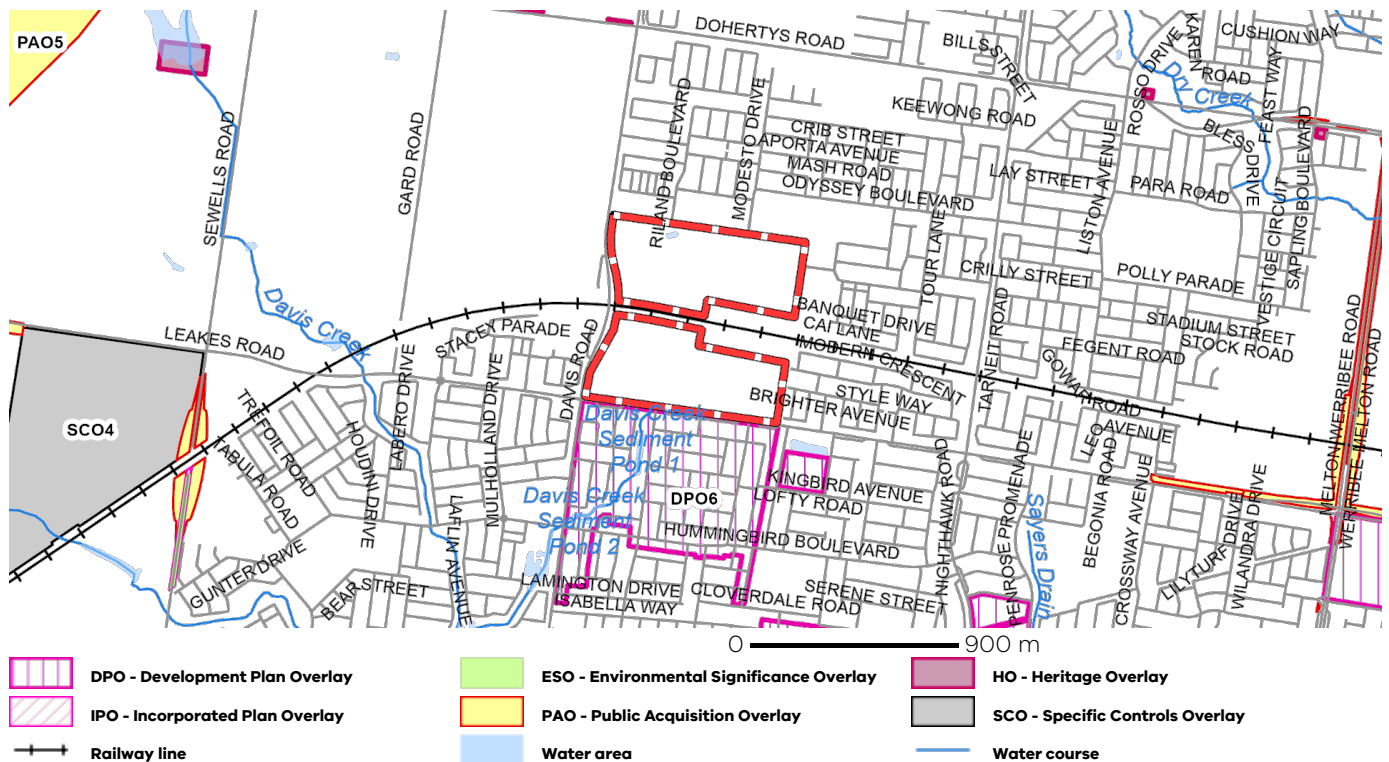 PAO5
DOHERTYS ROAD
BILLS STREET
KAREN ROAD
CUSHION WAY
ROSSO DRIVE
Dry Creek
FEAST WAY
KEEWONG ROAD
BLESS DRIVE
SEWELLS ROAD
GARD ROAD
RILAND BOULEVARD
MODESTO DRIVE
CRIB STREET
APORTA AVENUE
MASH ROAD
ODYSSEY BOULEVARD
LAY STREET
LISTON AVENUE
PARA ROAD
VESTIGE CIRCUIT
SAPLING BOULEVARD
TOUR LANE
CRILLY STREET
POLLY PARADE
Davis Creek
LEAKES ROAD
STACEY PARADE
DAVIS ROAD
BANQUET DRIVE
CAI LANE
MODERN CRESCENT
TARNEIT ROAD
STADIUM STREET
STOCK ROAD
FEGENT ROAD
GOWARI ROAD
MELTON WERRIBEE ROAD
WERRIBEE MELTON ROAD
SCO4
TREFOIL ROAD
TABULA ROAD
HOUDINI DRIVE
LABERO DRIVE
MULHOLLAND DRIVE
STYLE WAY
BRIGHTER AVENUE
LEO AVENUE
Davis Creek
Sediment
Pond 1
DPO6
KINGBIRD AVENUE
LOFTY ROAD
Davis Creek
Sediment
Pond 2
HUMMINGBIRD BOULEVARD
NIGHTHAWK ROAD
PENROSE PROMENADE
Sayers Drain
BEGONIA ROAD
CROSSWAY AVENUE
LILYTURF DRIVE
WILANDRA DRIVE
GUNTER DRIVE
BEAR STREET
LAFLIN AVENUE
LAMINGTON DRIVE
ISABELLA WAY
CLOVERDALE ROAD
SERENE STREET
0 900 m
DPO - Development Plan Overlay
ESO - Environmental Significance Overlay
HO - Heritage Overlay
IPO - Incorporated Plan Overlay
PAO - Public Acquisition Overlay
SCO - Specific Controls Overlay
Railway line
Water area
Water course